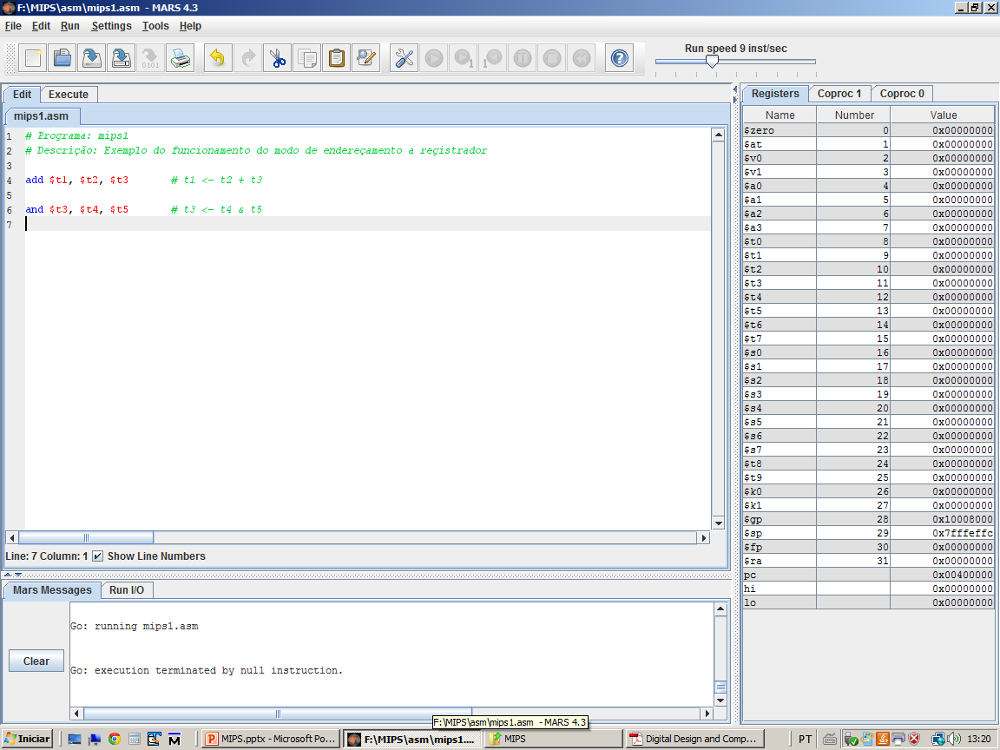 F:\MIPS\asm\mips1.asm - MARS 4.3
File Edit Run Settings Tools Help
Run speed 9 inst/sec
Edit Execute
mips1.asm
1 # Programa: mips1
2 # Descrição: Exemplo do funcionamento do modo de endereçamento a registrador
3
4 add $t1, $t2, $t3 # t1 <- t2 + t3
5
6 and $t3, $t4, $t5 # t3 <- t4 & t5
7
Line: 7 Column: 1 Show Line Numbers
Mars Messages Run I/O
Clear
Go: running mips1.asm
Go: execution terminated by null instruction.
Registers Coproc 1 Coproc 0
Name Number Value
$zero 0 0x00000000
$at 1 0x00000000
$v0 2 0x00000000
$v1 3 0x00000000
$a0 4 0x00000000
$a1 5 0x00000000
$a2 6 0x00000000
$a3 7 0x00000000
$t0 8 0x00000000
$t1 9 0x00000000
$t2 10 0x00000000
$t3 11 0x00000000
$t4 12 0x00000000
$t5 13 0x00000000
$t6 14 0x00000000
$t7 15 0x00000000
$s0 16 0x00000000
$s1 17 0x00000000
$s2 18 0x00000000
$s3 19 0x00000000
$s4 20 0x00000000
$s5 21 0x00000000
$s6 22 0x00000000
$s7 23 0x00000000
$t8 24 0x00000000
$t9 25 0x00000000
$k0 26 0x00000000
$k1 27 0x00000000
$gp 28 0x10008000
$sp 29 0x7fffeffc
$fp 30 0x00000000
$ra 31 0x00000000
pc 0x00400000
hi 0x00000000
lo 0x00000000
F:\MIPS\asm\mips1.asm - MARS 4.3
Iniciar MIPS.pptx - Microsoft Po... F:\MIPS\asm\mips1.... MIPS Digital Design and Comp... PT 13:20